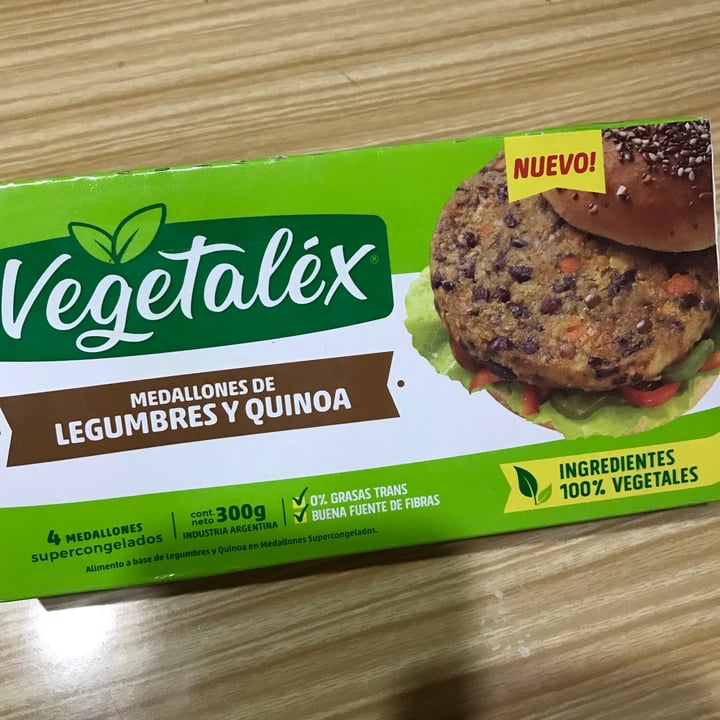 NUEVO!
Vegetaléx®
MEDALLONES DE
LEGUMBRES Y QUINOA
INGREDIENTES
100% VEGETALES
4 MEDALLONES
supercongelados
cont. neto 300g
INDUSTRIA ARGENTINA
0% GRASAS TRANS
BUENA FUENTE DE FIBRAS
Alimento a base de Legumbres y Quinoa en Medallones Supercongelados.